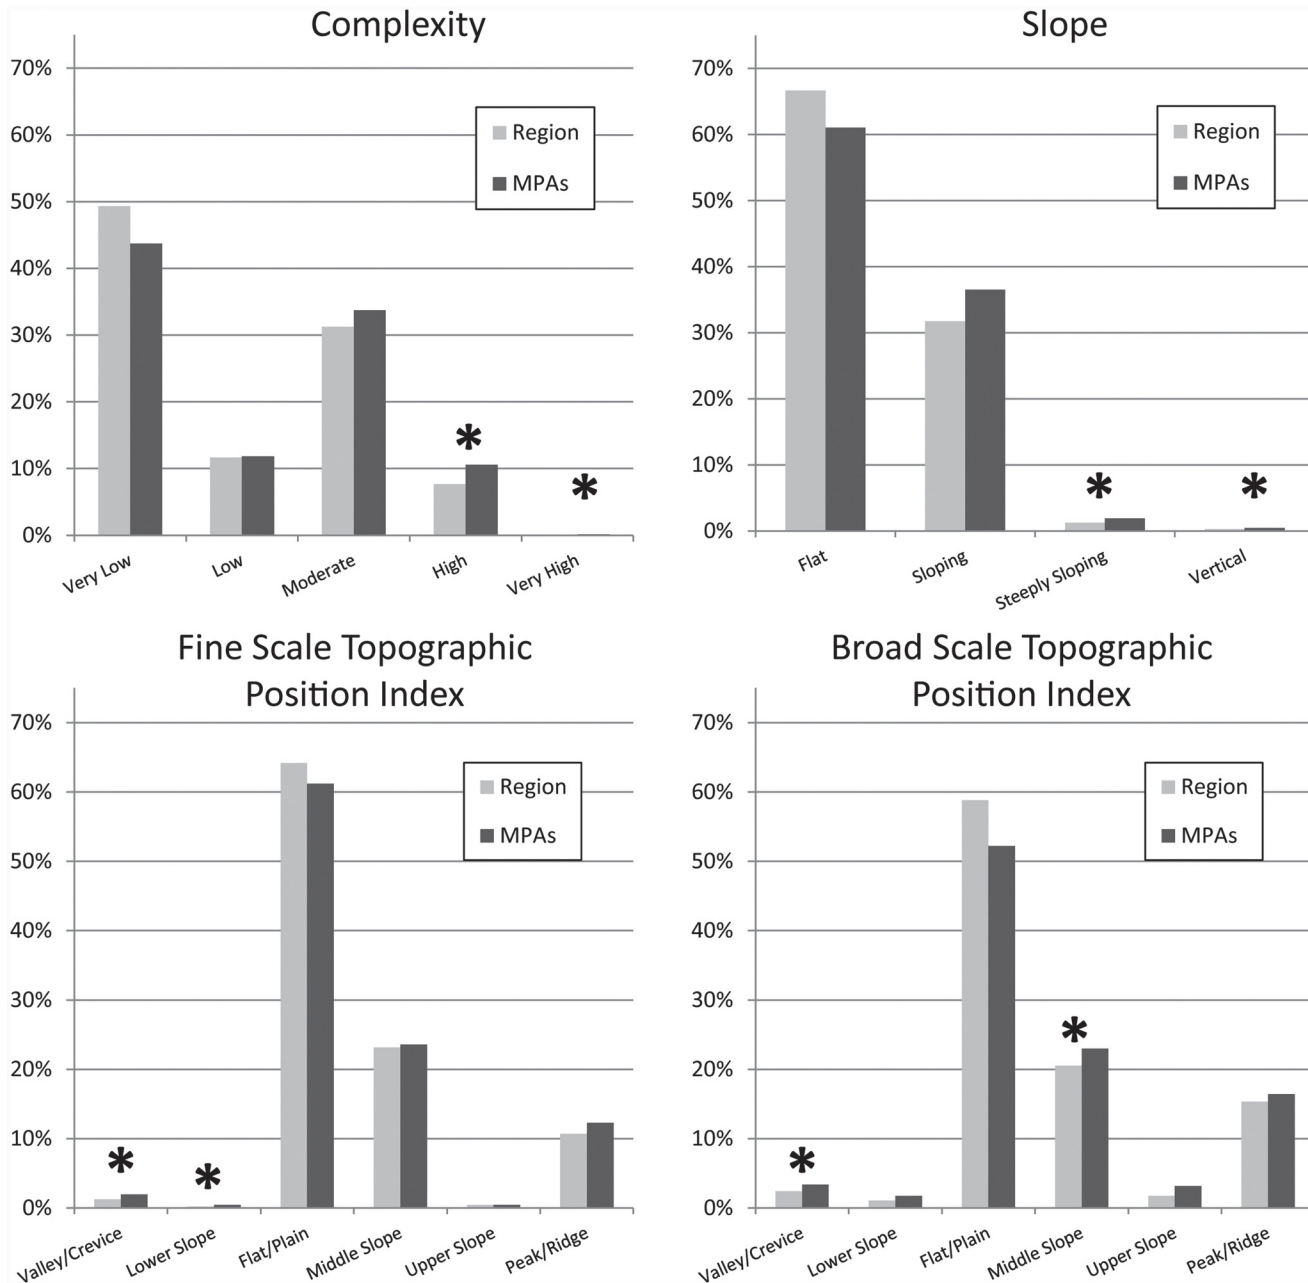 Complexity
70%
60%
50%
40%
30%
20%
10%
0%
Region
MPAs
*
*
Very Low
Low
Moderate
High
Very High
Slope
70%
60%
50%
40%
30%
20%
10%
0%
Region
MPAs
*
*
Flat
Sloping
Steeply Sloping
Vertical
Fine Scale Topographic
Position Index
70%
60%
50%
40%
30%
20%
10%
0%
Region
MPAs
*
*
Valley/Crevice
Lower Slope
Flat/Plain
Middle Slope
Upper Slope
Peak/Ridge
Broad Scale Topographic
Position Index
70%
60%
50%
40%
30%
20%
10%
0%
Region
MPAs
*
*
Valley/Crevice
Lower Slope
Flat/Plain
Middle Slope
Upper Slope
Peak/Ridge